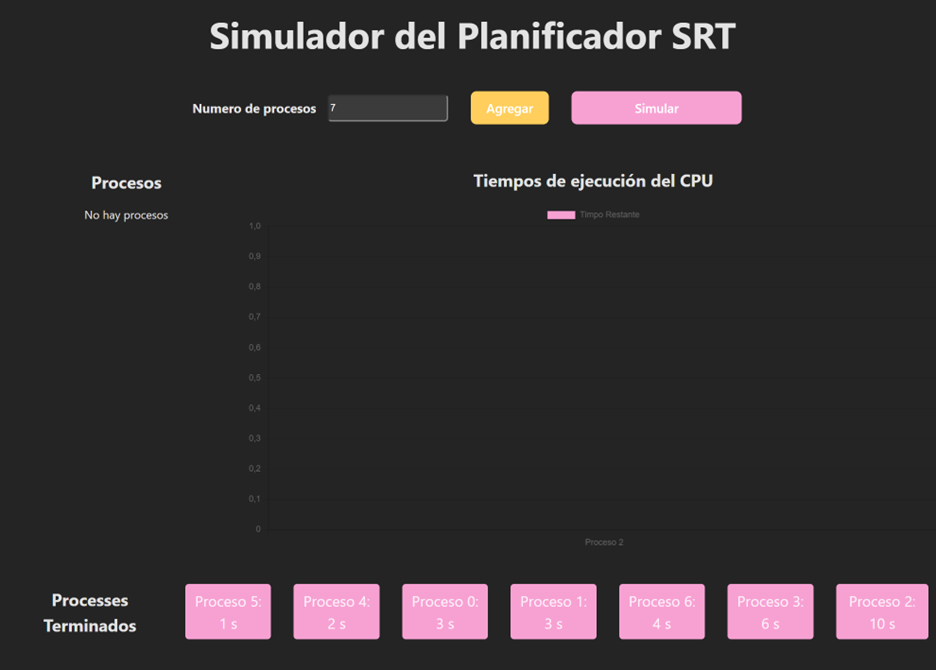 Simulador del Planificador SRT
Numero de procesos 7 Agregar Simular
Procesos
No hay procesos
Tiempos de ejecución del CPU
Timpo Restante
1,0
0,9
0,8
0,7
0,6
0,5
0,4
0,3
0,2
0,1
0
Proceso 2
Processes
Terminados
Proceso 5:
1 s
Proceso 4:
2 s
Proceso 0:
3 s
Proceso 1:
3 s
Proceso 6:
4 s
Proceso 3:
6 s
Proceso 2:
10 s